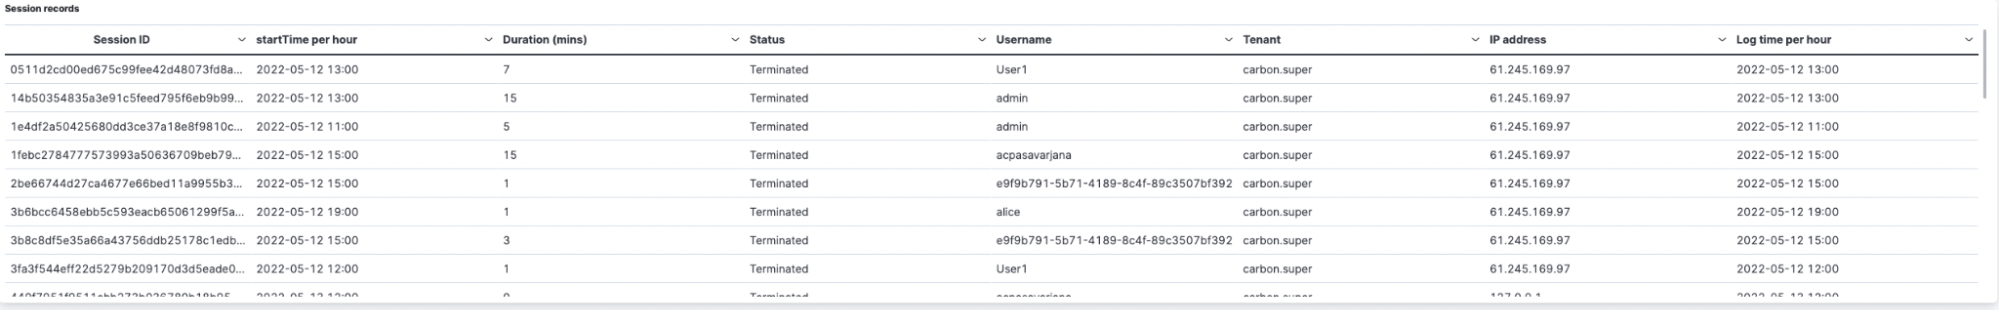 Session records
Session ID startTime per hour Duration (mins) Status Username Tenant IP address Log time per hour
0511d2cd00ed675c99fee42d48073fd8a... 2022-05-12 13:00 7 Terminated User1 carbon.super 61.245.169.97 2022-05-12 13:00
14b50354835a3e91c5feed795f6eb9b99... 2022-05-12 13:00 15 Terminated admin carbon.super 61.245.169.97 2022-05-12 13:00
1e4df2a50425680dd3ce37a18e8f9810c... 2022-05-12 11:00 5 Terminated admin carbon.super 61.245.169.97 2022-05-12 11:00
1febc2784777573993a50636709beb79... 2022-05-12 15:00 15 Terminated acpasavarjana carbon.super 61.245.169.97 2022-05-12 15:00
2be66744d27ca4677e66bed11a9955b3... 2022-05-12 15:00 1 Terminated e9f9b791-5b71-4189-8c4f-89c3507bf392 carbon.super 61.245.169.97 2022-05-12 15:00
3b6bcc6458ebb5c593eacb65061299f5a... 2022-05-12 19:00 1 Terminated alice carbon.super 61.245.169.97 2022-05-12 19:00
3b8c8df5e35a66a43756ddb25178c1edb... 2022-05-12 15:00 3 Terminated e9f9b791-5b71-4189-8c4f-89c3507bf392 carbon.super 61.245.169.97 2022-05-12 15:00
3fa3f544eff22d5279b209170d3d5eade0... 2022-05-12 12:00 1 Terminated User1 carbon.super 61.245.169.97 2022-05-12 12:00
Terminated acpasavarjana carbon.super 127.0.0.1